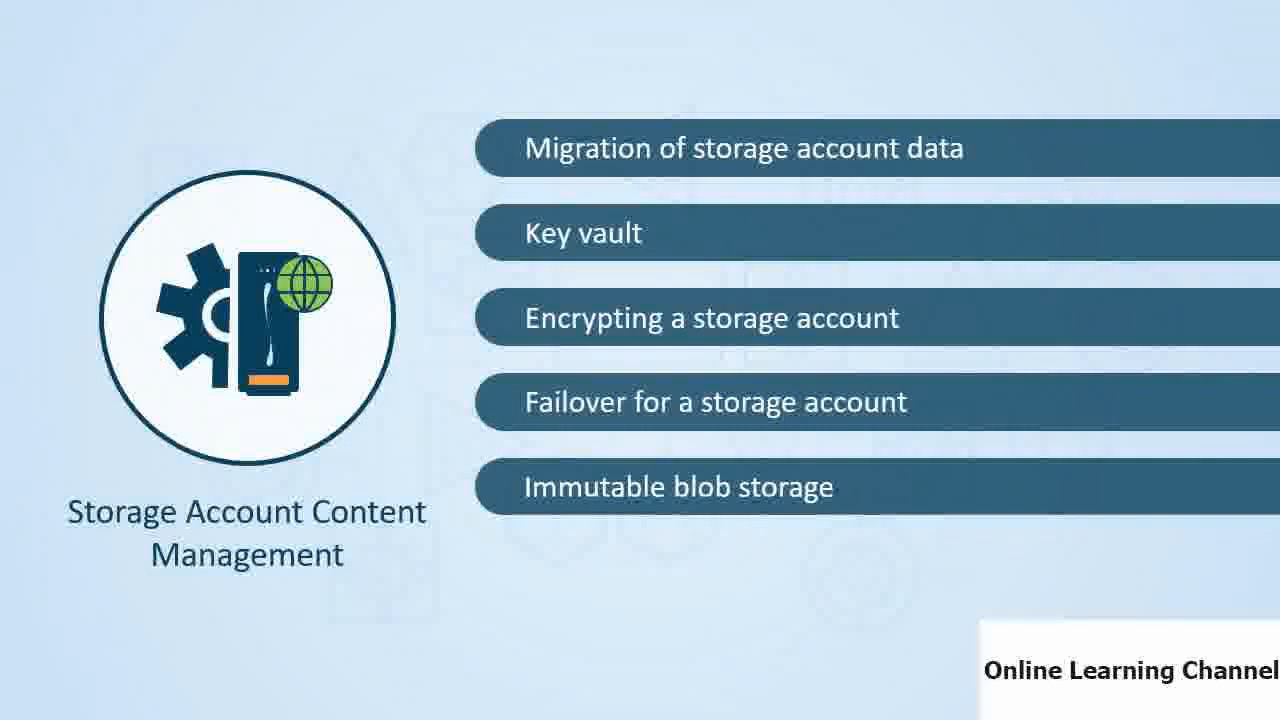 Migration of storage account data
Key vault
Encrypting a storage account
Failover for a storage account
Immutable blob storage
Storage Account Content
Management
Online Learning Channel